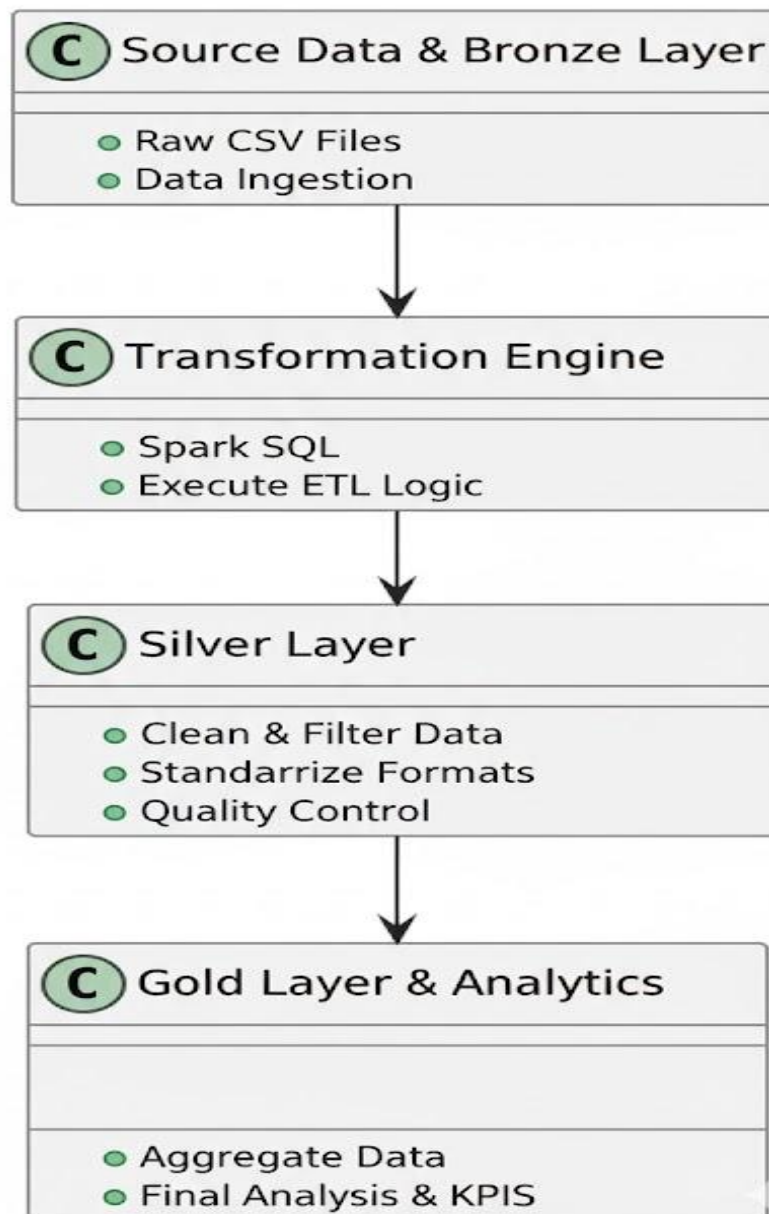 C Source Data & Bronze Layer
Raw CSV Files
Data Ingestion
C Transformation Engine
Spark SQL
Execute ETL Logic
C Silver Layer
Clean & Filter Data
Standarrize Formats
Quality Control
C Gold Layer & Analytics
Aggregate Data
Final Analysis & KPIS